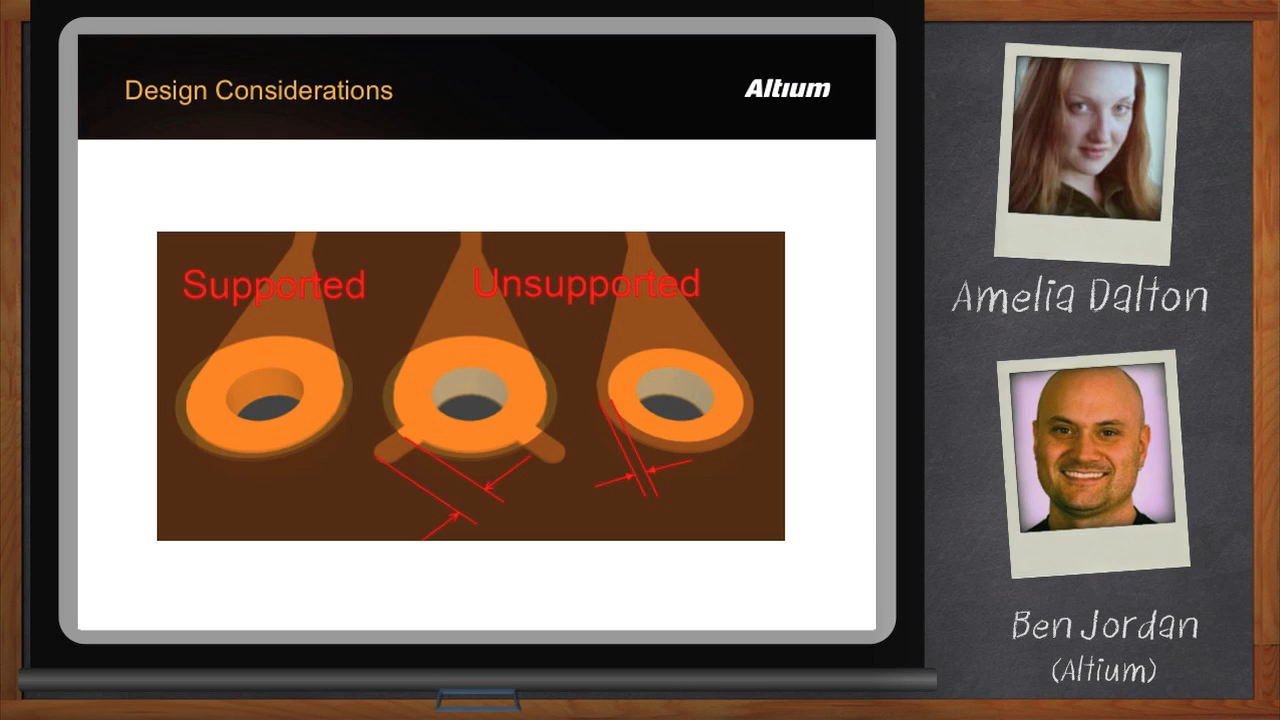 Design Considerations
Altium
Supported
Unsupported
Amelia Dalton
Ben Jordan
(Altium)